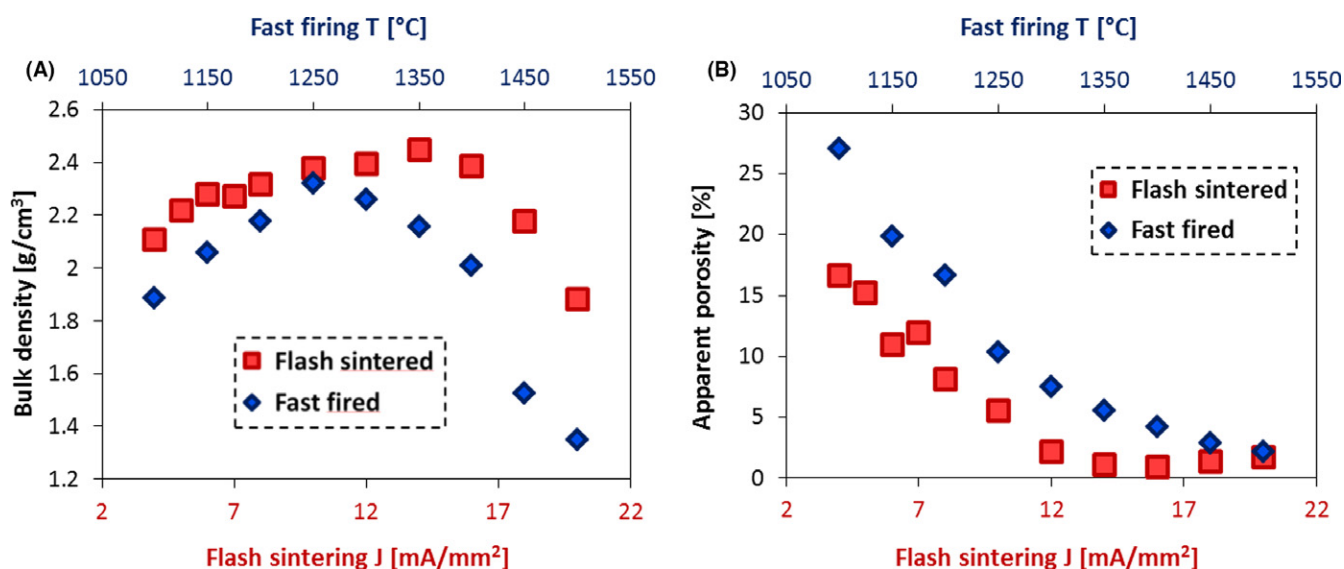 Fast firing T [°C]
(A)
1050 1150 1250 1350 1450 1550
2.6
2.4
2.2
2
1.8
1.6
1.4
1.2
Bulk density [g/cm³]
Flash sintered
Fast fired
2 7 12 17 22
Flash sintering J [mA/mm²]
Fast firing T [°C]
(B)
1050 1150 1250 1350 1450 1550
30
25
20
15
10
5
0
Apparent porosity [%]
Flash sintered
Fast fired
2 7 12 17 22
Flash sintering J [mA/mm²]